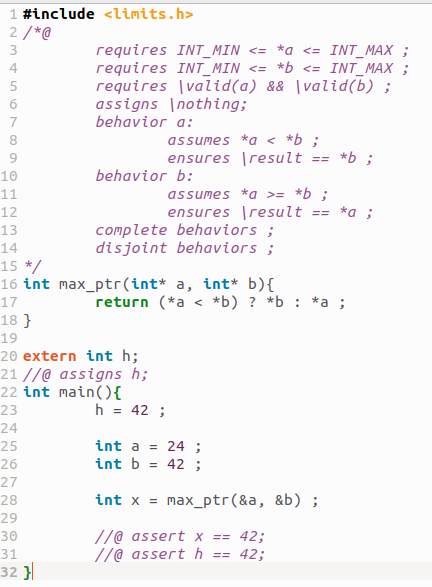 1 #include <limits.h>
2 /*@
3 requires INT_MIN <= *a <= INT_MAX ;
4 requires INT_MIN <= *b <= INT_MAX ;
5 requires \valid(a) && \valid(b) ;
6 assigns \nothing;
7 behavior a:
8 assumes *a < *b ;
9 ensures \result == *b ;
10 behavior b:
11 assumes *a >= *b ;
12 ensures \result == *a ;
13 complete behaviors ;
14 disjoint behaviors ;
15 */
16 int max_ptr(int* a, int* b){
17 return (*a < *b) ? *b : *a ;
18 }
19
20 extern int h;
21 //@ assigns h;
22 int main(){
23 h = 42 ;
24
25 int a = 24 ;
26 int b = 42 ;
27
28 int x = max_ptr(&a, &b) ;
29
30 //@ assert x == 42;
31 //@ assert h == 42;
32 }